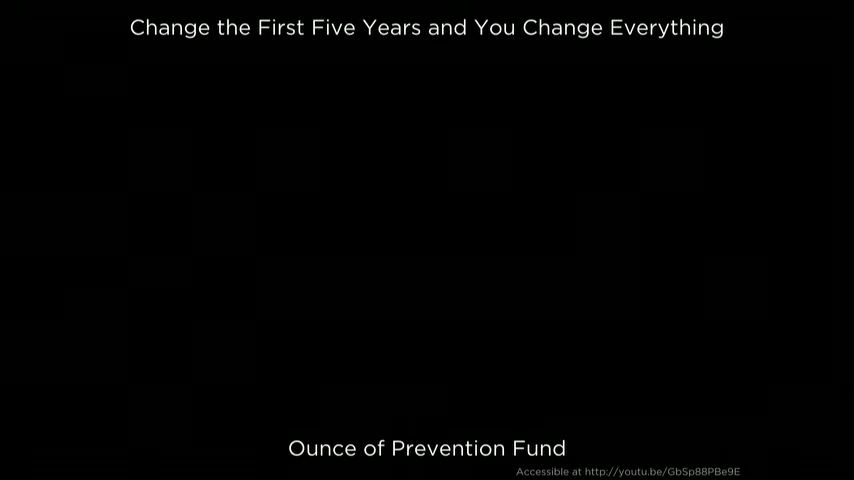 Change the First Five Years and You Change Everything
Ounce of Prevention Fund
Accessible at http://youtu.be/GbSp88PBe9E